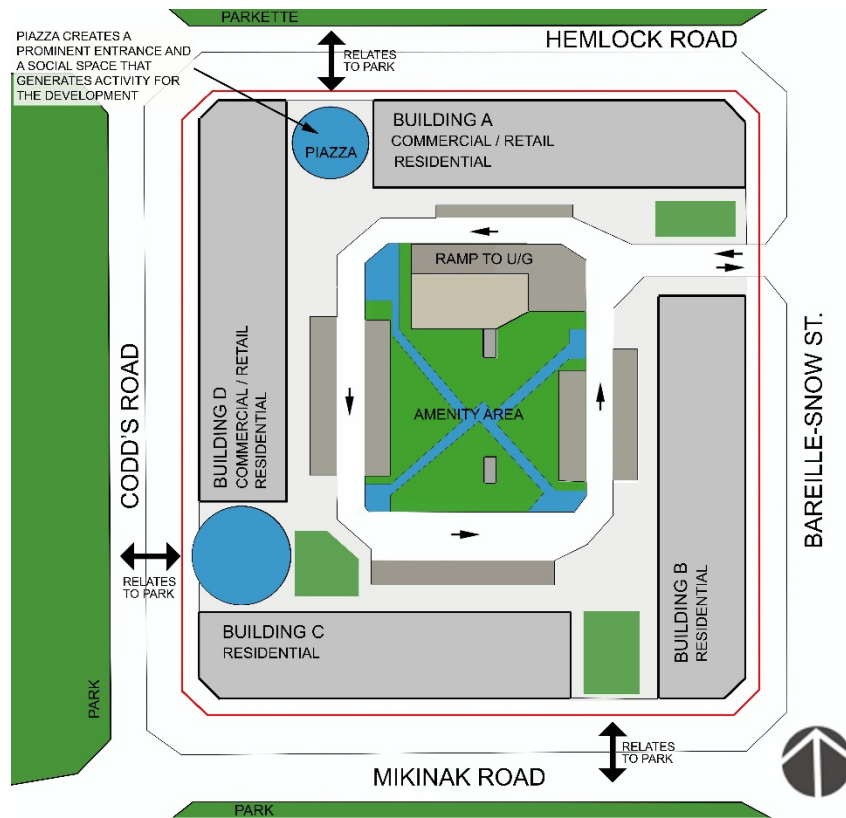 PARKETTE
PIAZZA CREATES A
PROMINENT ENTRANCE AND
A SOCIAL SPACE THAT
GENERATES ACTIVITY FOR
THE DEVELOPMENT
RELATES
TO PARK
HEMLOCK ROAD
PIAZZA
BUILDING A
COMMERCIAL / RETAIL
RESIDENTIAL
RAMP TO U/G
BUILDING D
COMMERCIAL / RETAIL
RESIDENTIAL
AMENITY AREA
CODD'S ROAD
BAREILLE-SNOW ST.
RELATES
TO PARK
BUILDING B
RESIDENTIAL
BUILDING C
RESIDENTIAL
PARK
RELATES
TO PARK
MIKINAK ROAD
PARK